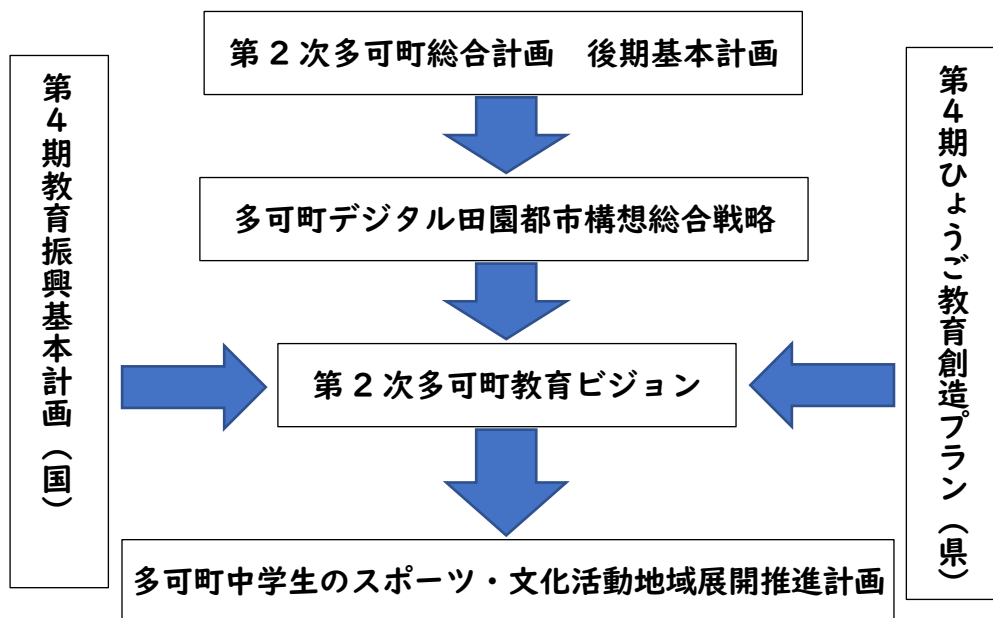 第２次多可町総合計画　後期基本計画
第４期教育振興基本計画（国）
第４期ひょうご教育創造プラン（県）
多可町デジタル田園都市構想総合戦略
第２次多可町教育ビジョン
多可町中学生のスポーツ・文化活動地域展開推進計画